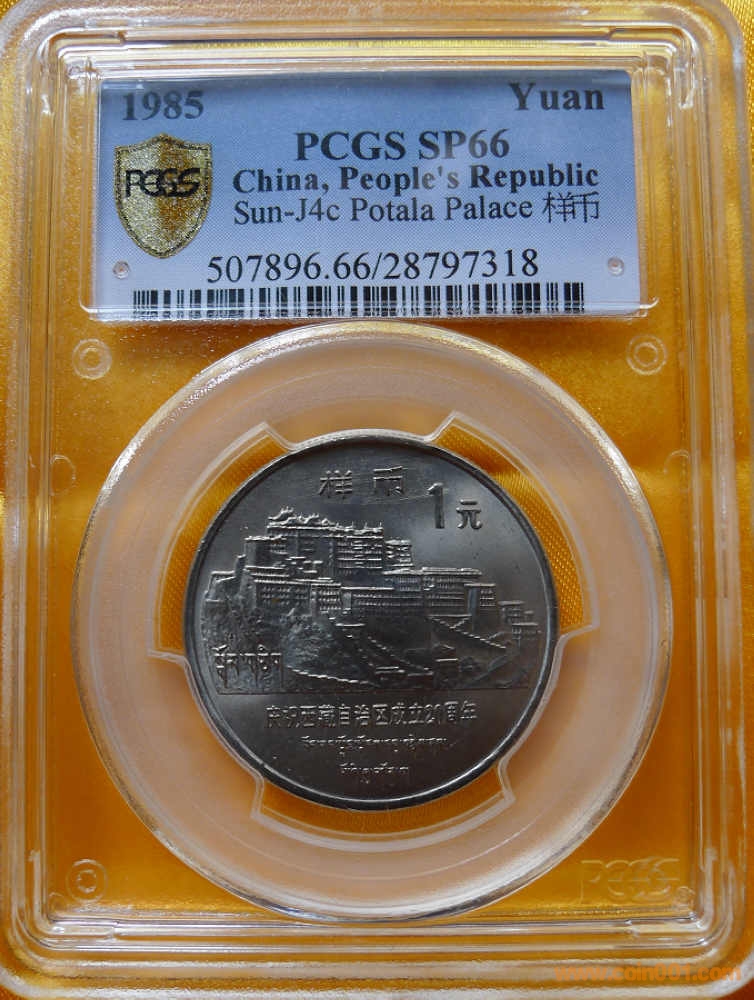 1985 Yuan
PCGS SP66
PCGS
China, People's Republic
Sun-J4c Potala Palace 样币
507896.66/28797318
样币
1元
庆祝西藏自治区成立20周年
PCGS